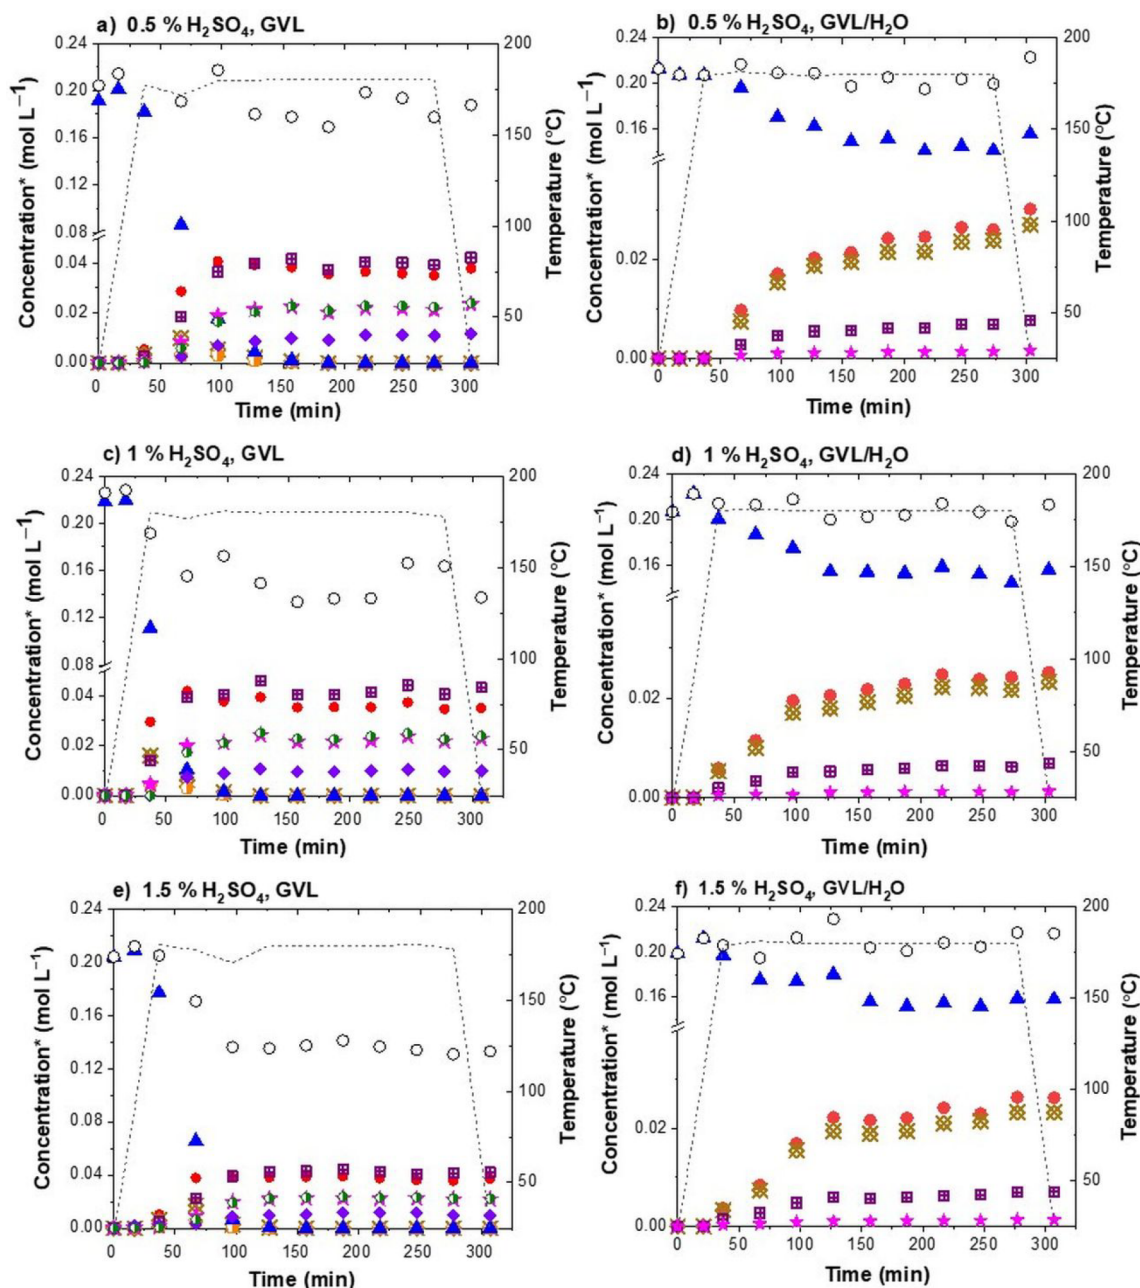 a) 0.5 % H₂SO₄, GVL
0.24
0.20
0.16
0.12
0.08
0.04
0.02
0.00
Concentration* (mol L⁻¹)
200
150
100
50
Temperature (°C)
0 50 100 150 200 250 300
Time (min)
b) 0.5 % H₂SO₄, GVL/H₂O
0.24
0.20
0.16
0.02
0.00
Concentration* (mol L⁻¹)
200
150
100
50
Temperature (°C)
0 50 100 150 200 250 300
Time (min)
c) 1 % H₂SO₄, GVL
0.24
0.20
0.16
0.12
0.08
0.04
0.02
0.00
Concentration* (mol L⁻¹)
200
150
100
50
Temperature (°C)
0 50 100 150 200 250 300
Time (min)
d) 1 % H₂SO₄, GVL/H₂O
0.24
0.20
0.16
0.02
0.00
Concentration* (mol L⁻¹)
200
150
100
50
Temperature (°C)
0 50 100 150 200 250 300
Time (min)
e) 1.5 % H₂SO₄, GVL
0.24
0.20
0.16
0.12
0.08
0.04
0.00
Concentration* (mol L⁻¹)
200
150
100
50
Temperature (°C)
0 50 100 150 200 250 300
Time (min)
f) 1.5 % H₂SO₄, GVL/H₂O
0.24
0.20
0.16
0.02
0.00
Concentration* (mol L⁻¹)
200
150
100
50
Temperature (°C)
0 50 100 150 200 250 300
Time (min)